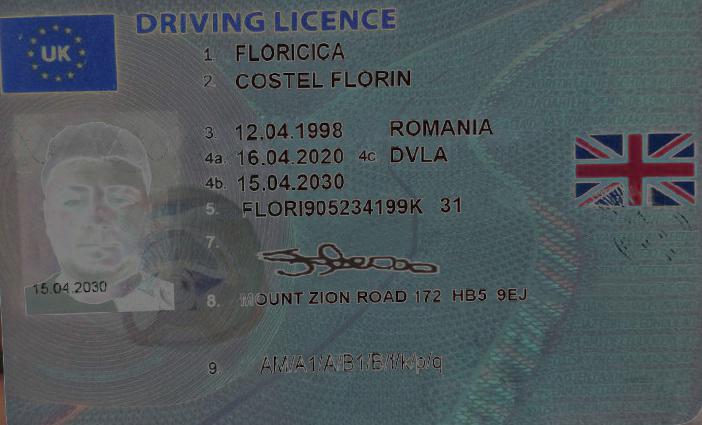 UK
DRIVING LICENCE
1. FLORICICA
2. COSTEL FLORIN
3. 12.04.1998 ROMANIA
4a. 16.04.2020 4c DVLA
4b. 15.04.2030
5. FLORI905234199K 31
7.
15.04.2030
8. MOUNT ZION ROAD 172 HB5 9EJ
9. AM/A1/A/B1/B/f/k/p/q